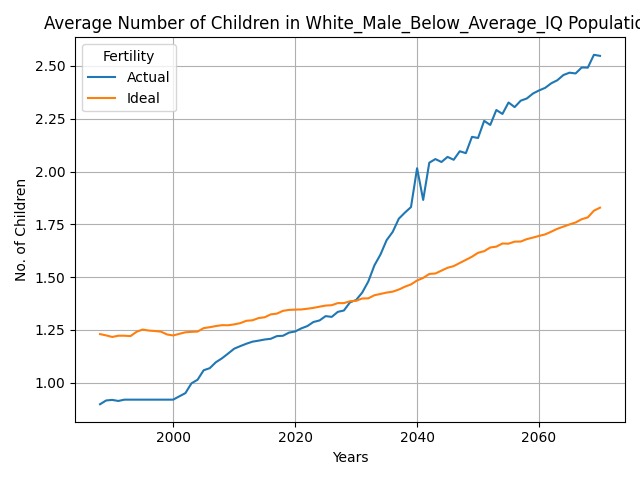 Average Number of Children in White_Male_Below_Average_IQ Populatio
Fertility
Actual
Ideal
2.50
2.25
2.00
1.75
1.50
1.25
1.00
No. of Children
2000
2020
2040
2060
Years